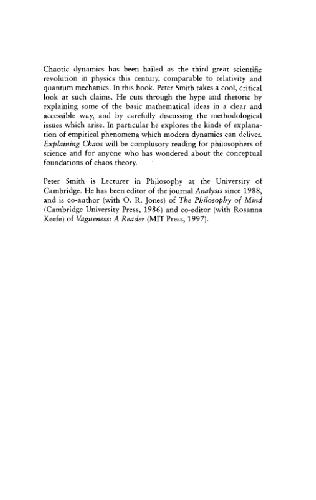 Chaotic dynamics has been hailed as the third great scientific
revolution in physics this century, comparable to relativity and
quantum mechanics. In this book, Peter Smith takes a cool, critical
look at such claims. He cuts through the hype and rhetoric by
explaining some of the basic mathematical ideas in a clear and
accessible way, and by carefully discussing the methodological
issues which arise. In particular he explores the kinds of explana-
tion of empirical phenomena which modern dynamics can deliver.
Explaining Chaos will be compulsory reading for philosophers of
science and for anyone who has wondered about the conceptual
foundations of chaos theory.
Peter Smith is Lecturer in Philosophy at the University of
Cambridge. He has been editor of the journal Analysis since 1988,
and is co-author (with O. R. Jones) of The Philosophy of Mind
(Cambridge University Press, 1986) and co-editor (with Rosanna
Keefe) of Vagueness: A Reader (MIT Press, 1997).